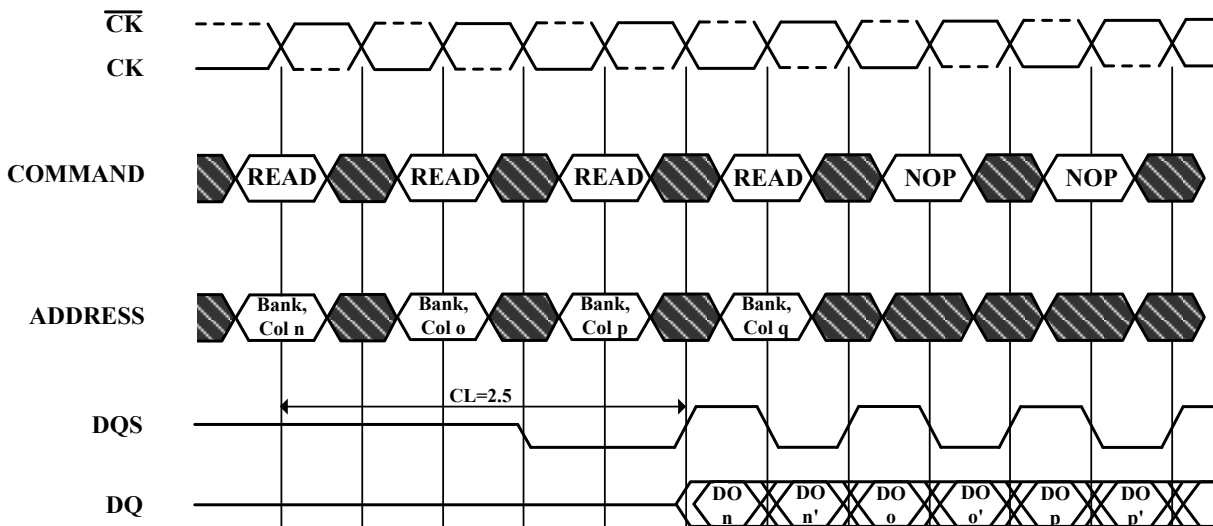 CK
CK
COMMAND
READ
READ
READ
READ
NOP
NOP
ADDRESS
Bank,
Col n
Bank,
Col o
Bank,
Col p
Bank,
Col q
CL=2.5
DQS
DQ
DO
n
DO
n'
DO
o
DO
o'
DO
p
DO
p'